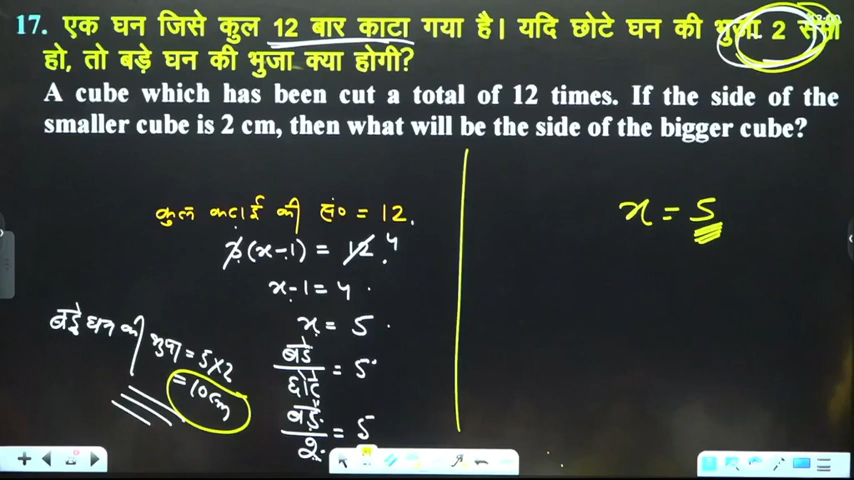 17. एक घन जिसे कुल 12 बार काटा गया है। यदि छोटे घन की भुजा 2 सेमी
हो, तो बड़े घन की भुजा क्या होगी?
A cube which has been cut a total of 12 times. If the side of the
smaller cube is 2 cm, then what will be the side of the bigger cube?
कुल कटाई की सं० = 12.
3(x-1) = 12 4
x-1 = 4
x = 5
बड़े/छोटे = 5
बड़े/2 = 5
बड़े घन की भुजा = 5×2
= 10cm
x = 5